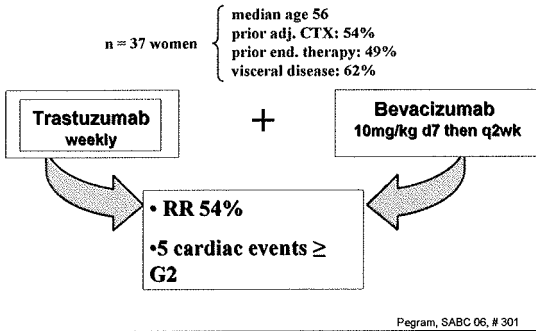 median age 56
n = 37 women
prior adj. CTX: 54%
prior end. therapy: 49%
visceral disease: 62%
Trastuzumab
weekly
+
Bevacizumab
10mg/kg d7 then q2wk
• RR 54%
•5 cardiac events ≥
G2
Pegram, SABC 06, # 301